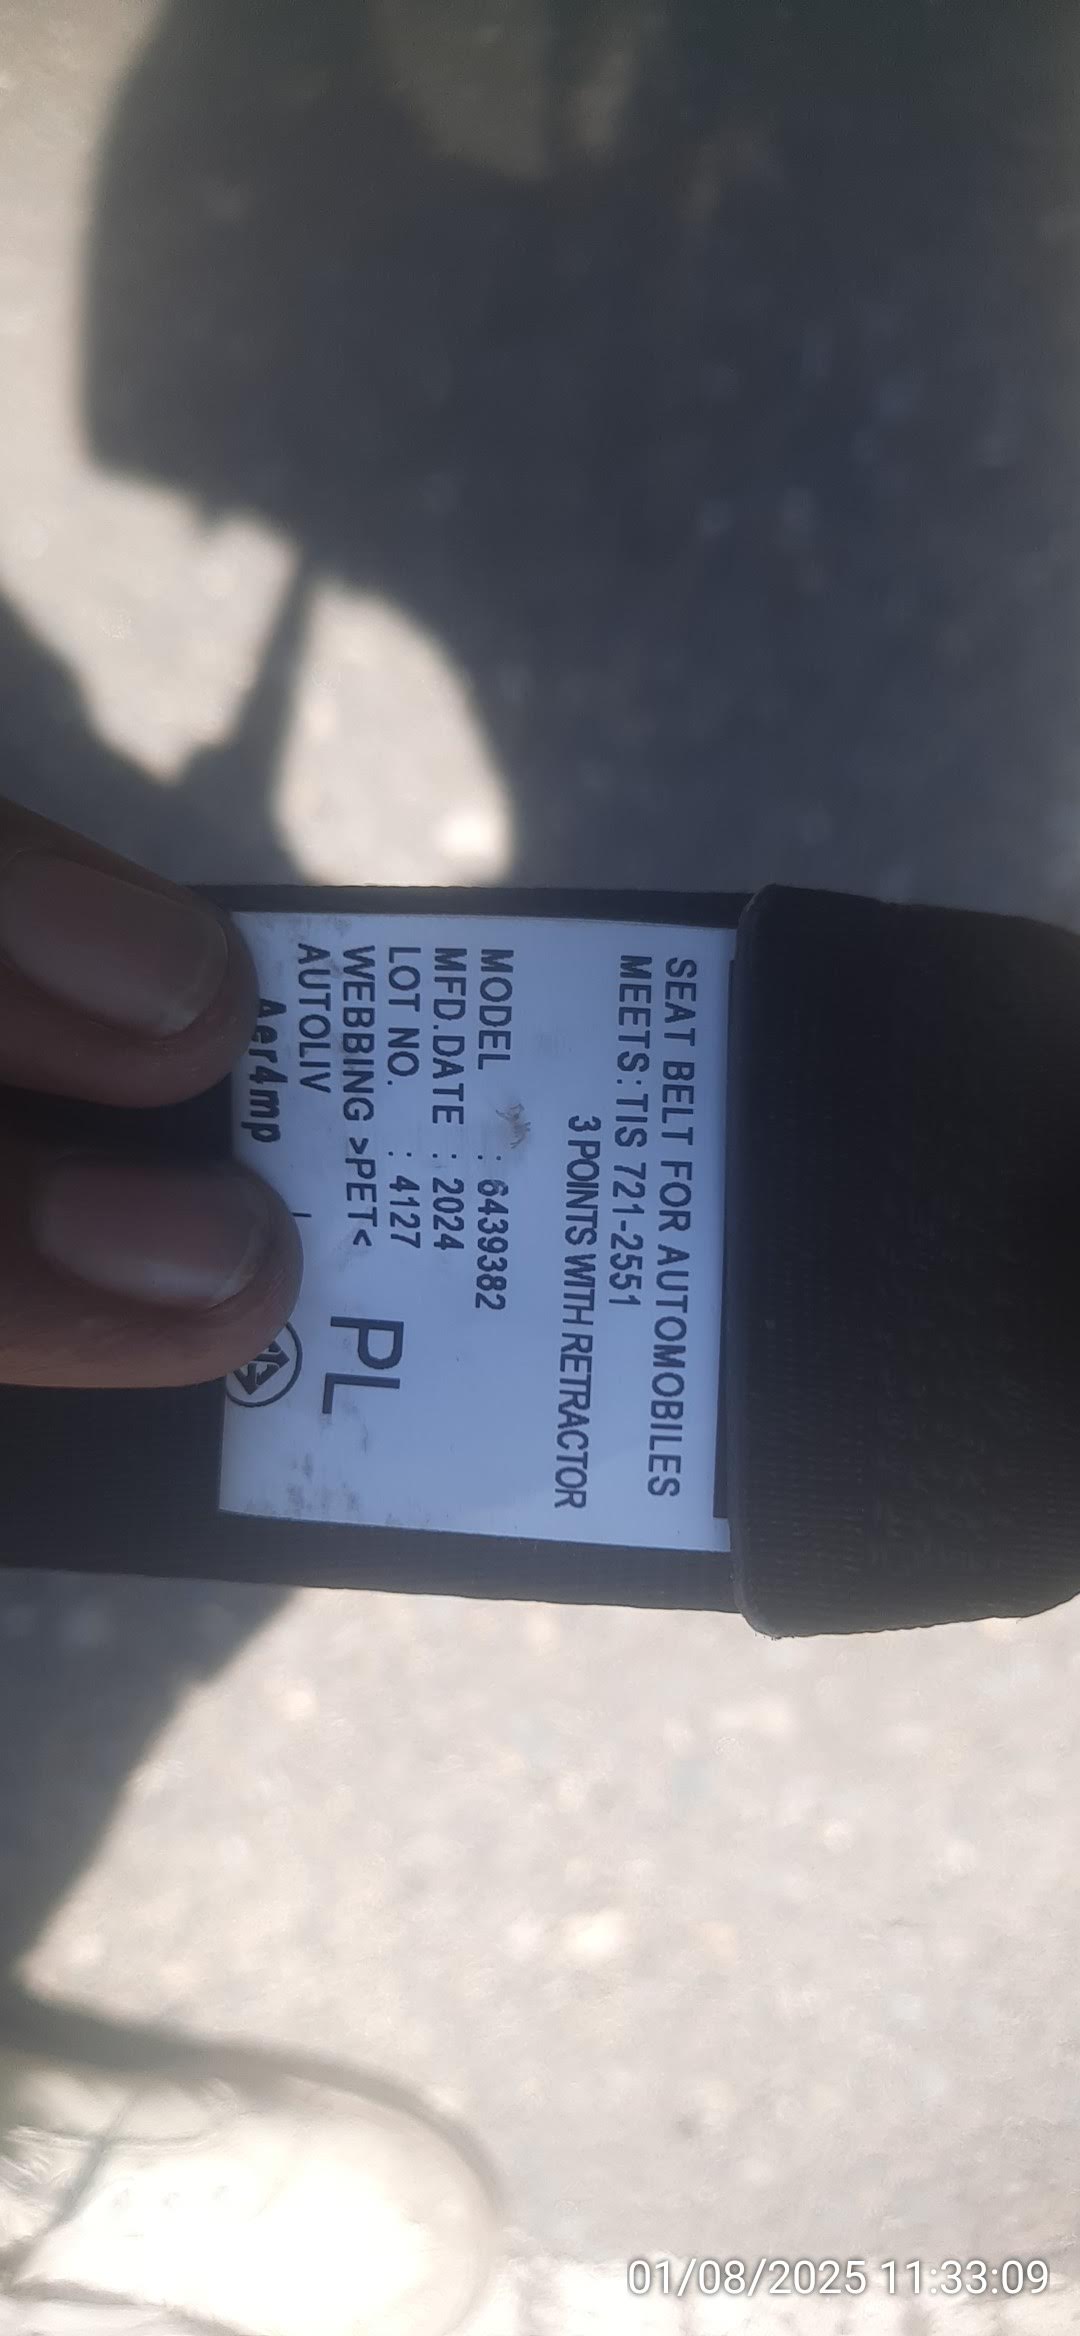 SEAT BELT FOR AUTOMOBILES
MEETS:TIS 721-2551
3 POINTS WITH RETRACTOR
MODEL : 6439382
MFD.DATE : 2024
LOT NO. : 4127
WEBBING >PET<
AUTOLIV
PL
Aer4mp
01/08/2025 11:33:09